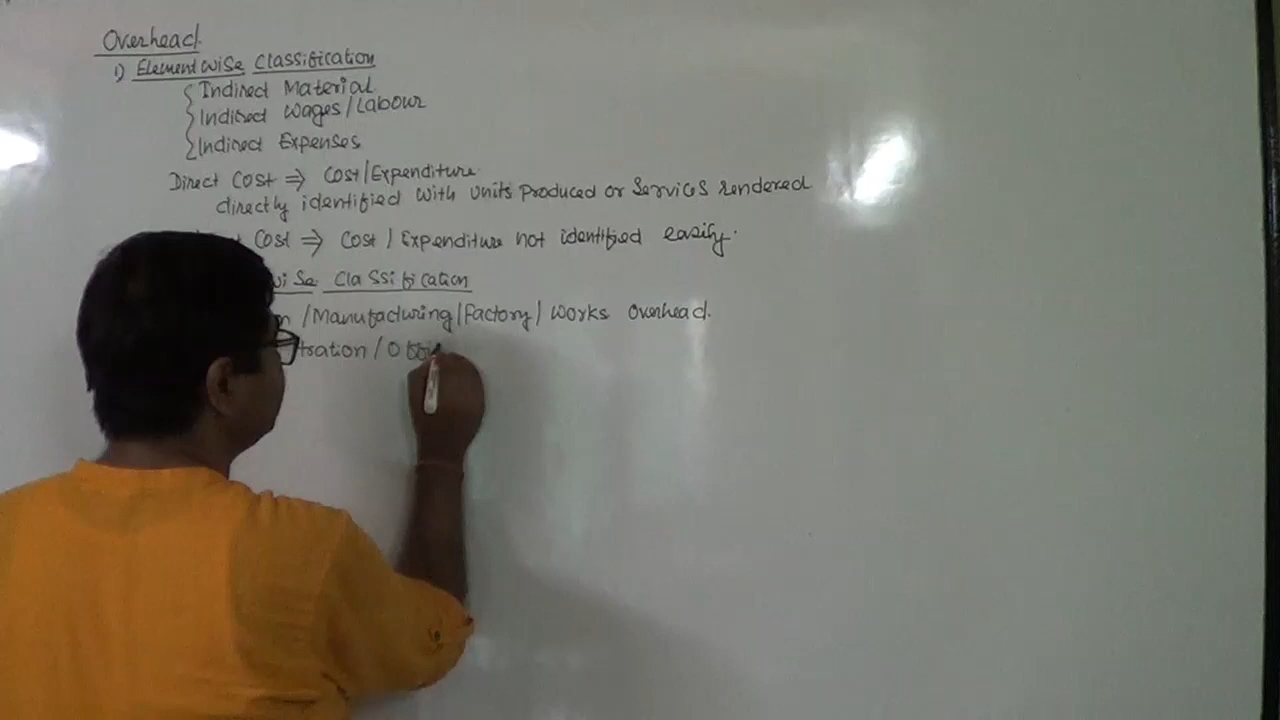 Overhead.
1) Elementwise Classification
Indirect Material
Indirect Wages/Labour
Indirect Expenses
Direct Cost ⇒ Cost/Expenditure
directly identified with units Produced or Services rendered
Cost ⇒ Cost / Expenditure not identified easily.
Classification
/Manufacturing/Factory/ Works Overhead.